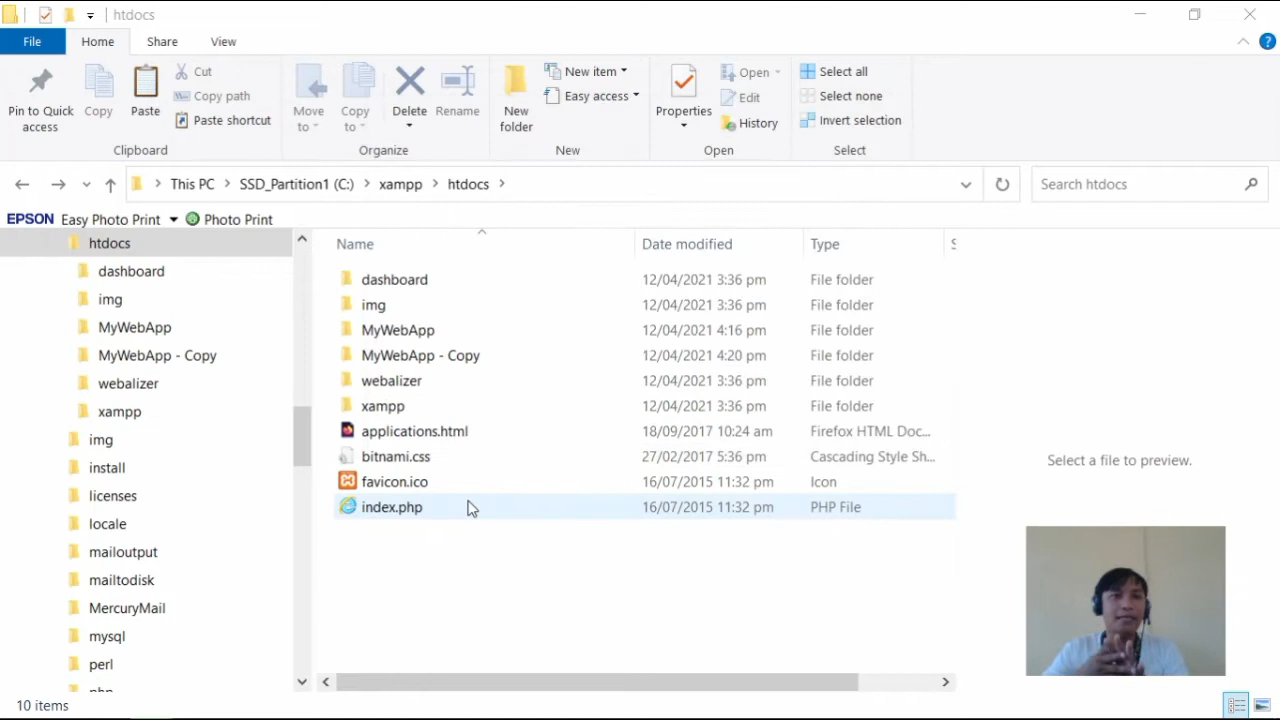 htdocs
File Home Share View
Pin to Quick access
Copy
Paste
Cut
Copy path
Paste shortcut
Clipboard
Move to
Copy to
Delete
Rename
Organize
New folder
New item
Easy access
New
Properties
Open
Edit
History
Open
Select all
Select none
Invert selection
Select
This PC SSD_Partition1 (C:) xampp htdocs
Search htdocs
EPSON Easy Photo Print Photo Print
htdocs
dashboard
img
MyWebApp
MyWebApp - Copy
webalizer
xampp
img
install
licenses
locale
mailoutput
mailtodisk
MercuryMail
mysql
perl
php
Name Date modified Type S
dashboard 12/04/2021 3:36 pm File folder
img 12/04/2021 3:36 pm File folder
MyWebApp 12/04/2021 4:16 pm File folder
MyWebApp - Copy 12/04/2021 4:20 pm File folder
webalizer 12/04/2021 3:36 pm File folder
xampp 12/04/2021 3:36 pm File folder
applications.html 18/09/2017 10:24 am Firefox HTML Doc...
bitnami.css 27/02/2017 5:36 pm Cascading Style Sh...
favicon.ico 16/07/2015 11:32 pm Icon
index.php 16/07/2015 11:32 pm PHP File
Select a file to preview.
10 items